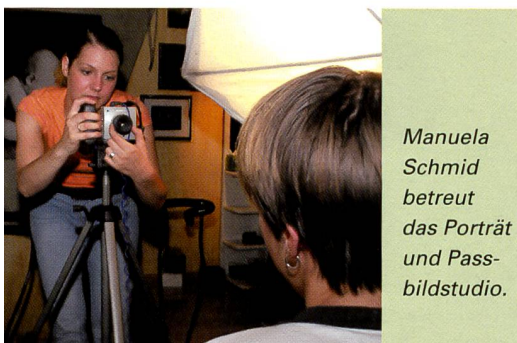 Manuela
Schmid
betreut
das Porträt
und Pass-
bildstudio.